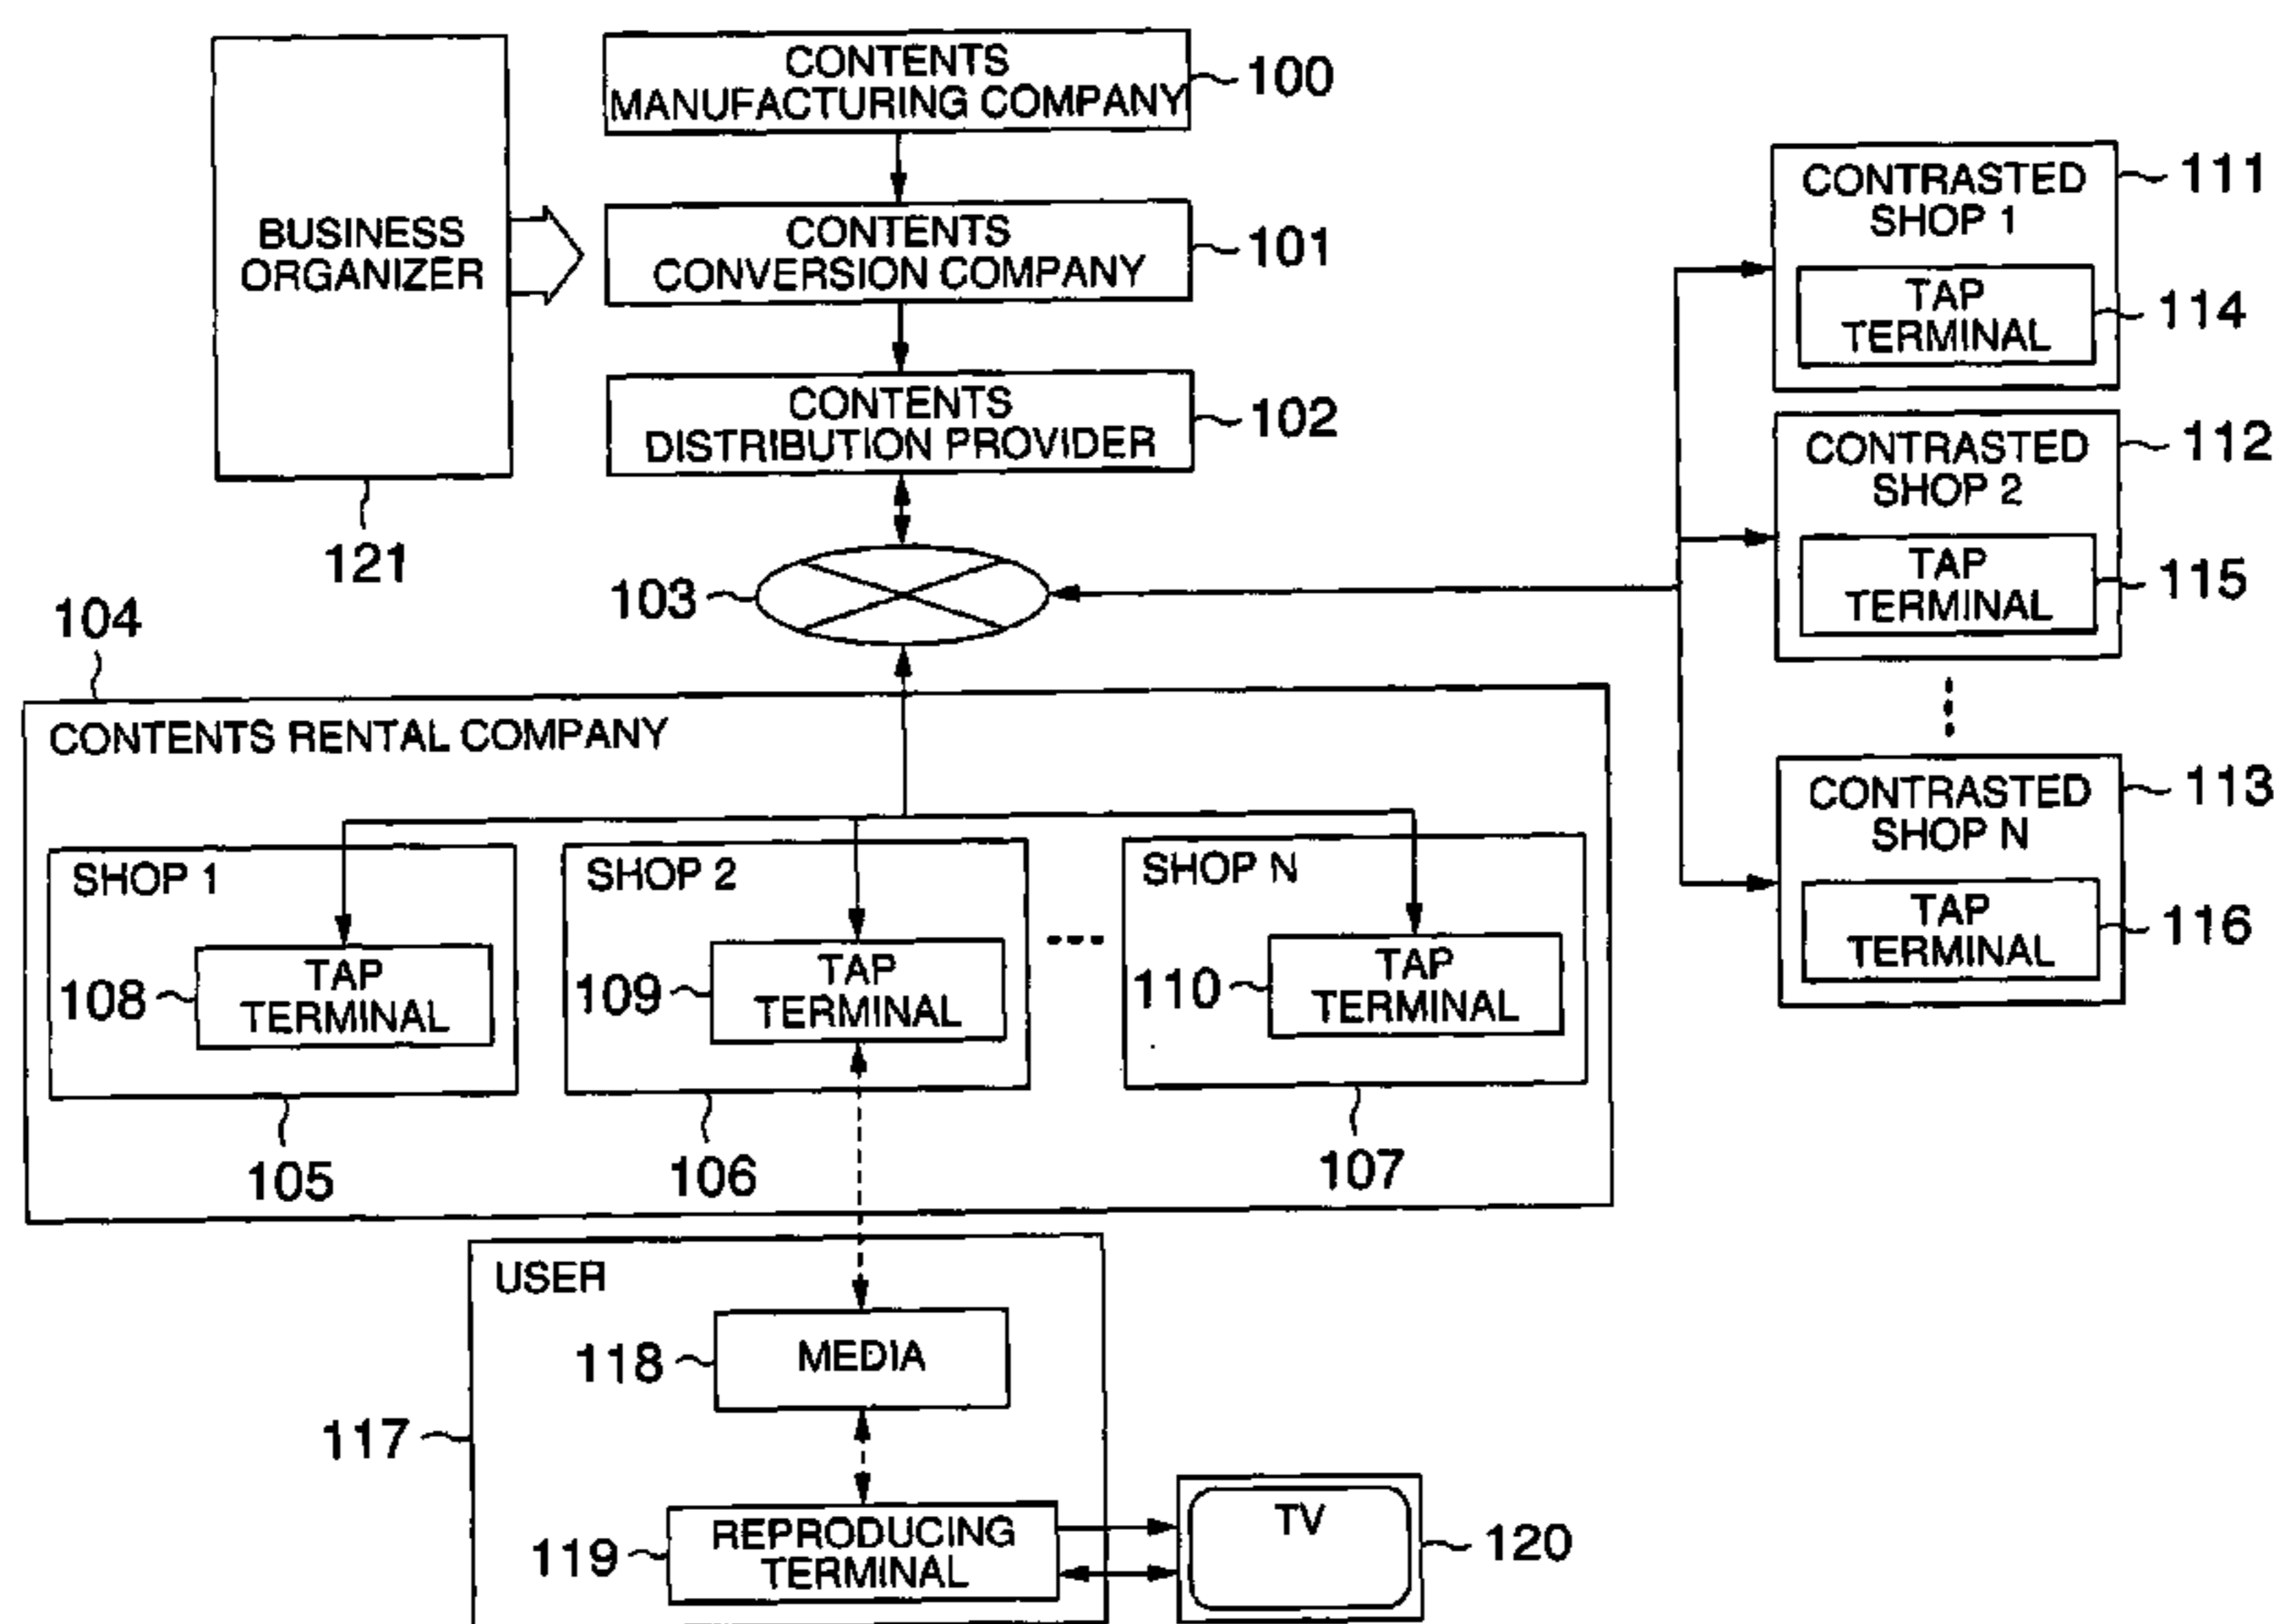 CONTENTS
MANUFACTURING COMPANY
100
BUSINESS
ORGANIZER
121
CONTENTS
CONVERSION COMPANY
101
CONTENTS
DISTRIBUTION PROVIDER
102
103
CONTRASTED
SHOP 1
111
TAP
TERMINAL
114
CONTRASTED
SHOP 2
112
TAP
TERMINAL
115
CONTRASTED
SHOP N
113
TAP
TERMINAL
116
104
CONTENTS RENTAL COMPANY
SHOP 1
108
TAP
TERMINAL
105
SHOP 2
109
TAP
TERMINAL
106
SHOP N
110
TAP
TERMINAL
107
USER
117
118
MEDIA
119
REPRODUCING
TERMINAL
TV
120